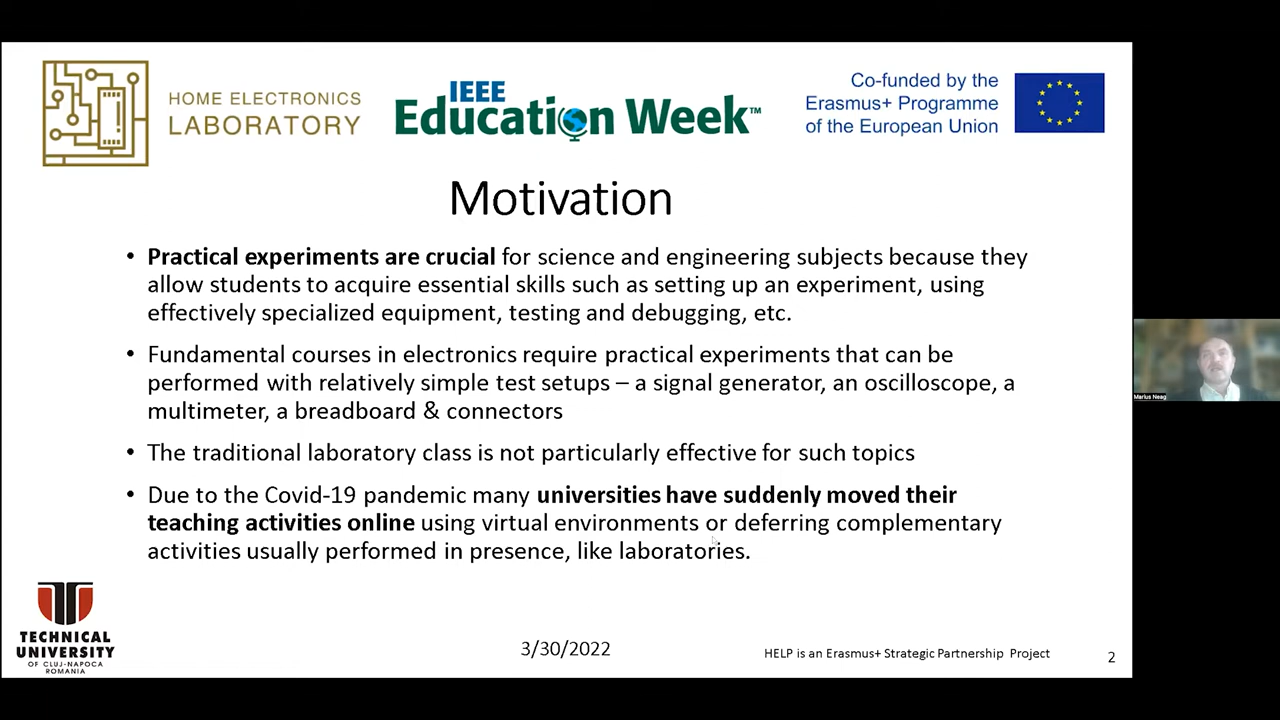 HOME ELECTRONICS
LABORATORY
IEEE
Education Week™
Co-funded by the
Erasmus+ Programme
of the European Union
Motivation
• Practical experiments are crucial for science and engineering subjects because they
allow students to acquire essential skills such as setting up an experiment, using
effectively specialized equipment, testing and debugging, etc.
• Fundamental courses in electronics require practical experiments that can be
performed with relatively simple test setups – a signal generator, an oscilloscope, a
multimeter, a breadboard & connectors
• The traditional laboratory class is not particularly effective for such topics
• Due to the Covid-19 pandemic many universities have suddenly moved their
teaching activities online using virtual environments or deferring complementary
activities usually performed in presence, like laboratories.
Marius Neag
TECHNICAL
UNIVERSITY
OF CLUJ-NAPOCA
ROMANIA
3/30/2022
HELP is an Erasmus+ Strategic Partnership Project
2